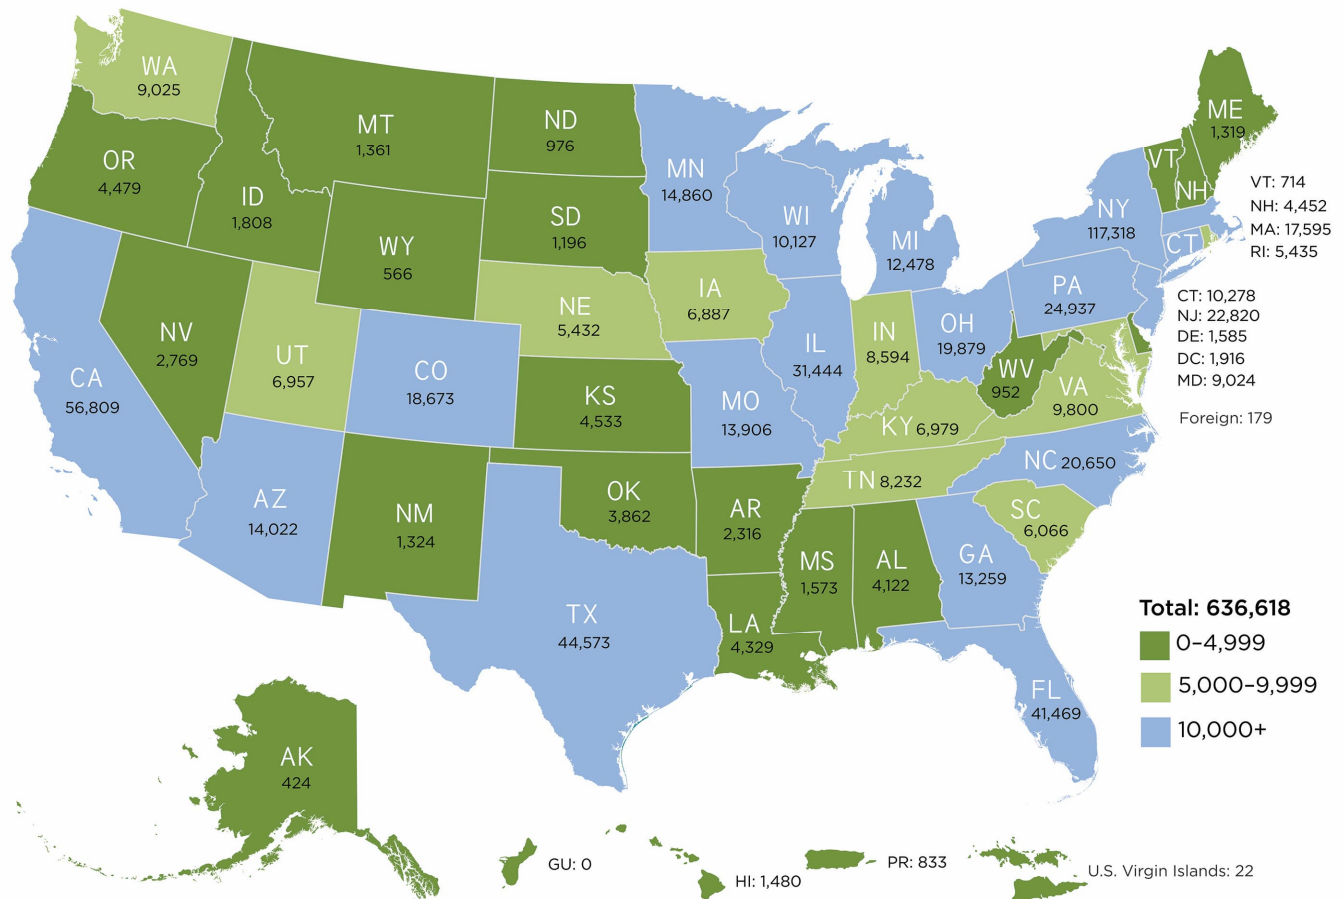 WA
9,025
MT
1,361
ND
976
ME
1,319
OR
4,479
ID
1,808
MN
14,860
VT
NH
VT: 714
NH: 4,452
MA: 17,595
RI: 5,435
SD
1,196
WI
10,127
MI
12,478
NY
117,318
CT
WY
566
IA
6,887
NE
5,432
PA
24,937
CT: 10,278
NJ: 22,820
DE: 1,585
DC: 1,916
MD: 9,024
Foreign: 179
NV
2,769
UT
6,957
CO
18,673
IL
31,444
IN
8,594
OH
19,879
WV
952
VA
9,800
CA
56,809
KS
4,533
MO
13,906
KY 6,979
NC 20,650
TN 8,232
AZ
14,022
NM
1,324
OK
3,862
AR
2,316
SC
6,066
MS
1,573
AL
4,122
GA
13,259
TX
44,573
LA
4,329
FL
41,469
Total: 636,618
0–4,999
5,000–9,999
10,000+
AK
424
GU: 0
HI: 1,480
PR: 833
U.S. Virgin Islands: 22